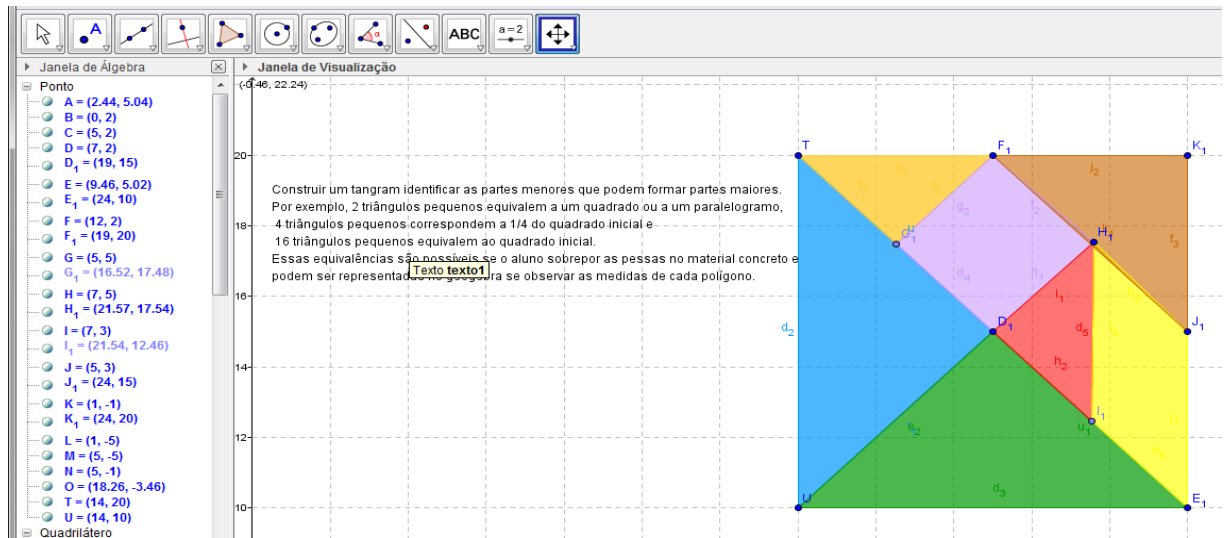 ABC
a=2
Janela de Álgebra
Janela de Visualização
Ponto
A = (2.44, 5.04)
B = (0, 2)
C = (5, 2)
D = (7, 2)
D₁ = (19, 15)
E = (9.46, 5.02)
E₁ = (24, 10)
F = (12, 2)
F₁ = (19, 20)
G = (5, 5)
G₁ = (16.52, 17.48)
H = (7, 5)
H₁ = (21.57, 17.54)
I = (7, 3)
I₁ = (21.54, 12.46)
J = (5, 3)
J₁ = (24, 15)
K = (1, -1)
K₁ = (24, 20)
L = (1, -5)
M = (5, -5)
N = (5, -1)
O = (18.26, -3.46)
T = (14, 20)
U = (14, 10)
Quadrilátero
(-0.46, 22.24)
20
18
16
14
12
10
Construir um tangram identificar as partes menores que podem formar partes maiores.
Por exemplo, 2 triângulos pequenos equivalem a um quadrado ou a um paralelogramo,
4 triângulos pequenos correspondem a 1/4 do quadrado inicial e
16 triângulos pequenos equivalem ao quadrado inicial.
Essas equivalências são possíveis se o aluno sobrepor as pessas no material concreto e
podem ser representadas no geogebra se observar as medidas de cada polígono.
Texto texto1
T
F₁
K₁
j₂
g₂
G₁
H₁
f₃
d₄
h₁
i₁
D₁
d₅
J₁
d₂
h₂
I₁
u₁
e₂
d₃
U
E₁